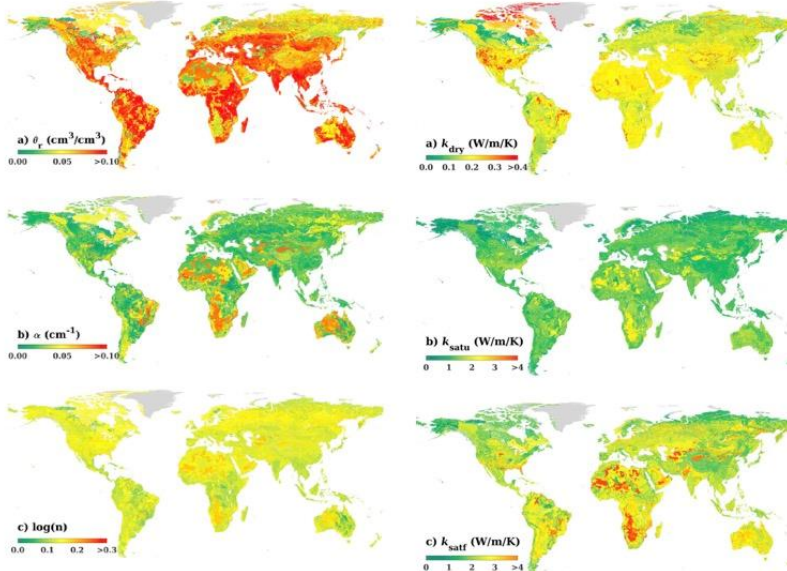 a) θr (cm³/cm³)
0.00 0.05 >0.10
b) α (cm⁻¹)
0.00 0.05 >0.10
c) log(n)
0.0 0.1 0.2 >0.3
a) kdry (W/m/K)
0.0 0.1 0.2 0.3 >0.4
b) ksatu (W/m/K)
0 1 2 3 >4
c) ksatf (W/m/K)
0 1 2 3 >4